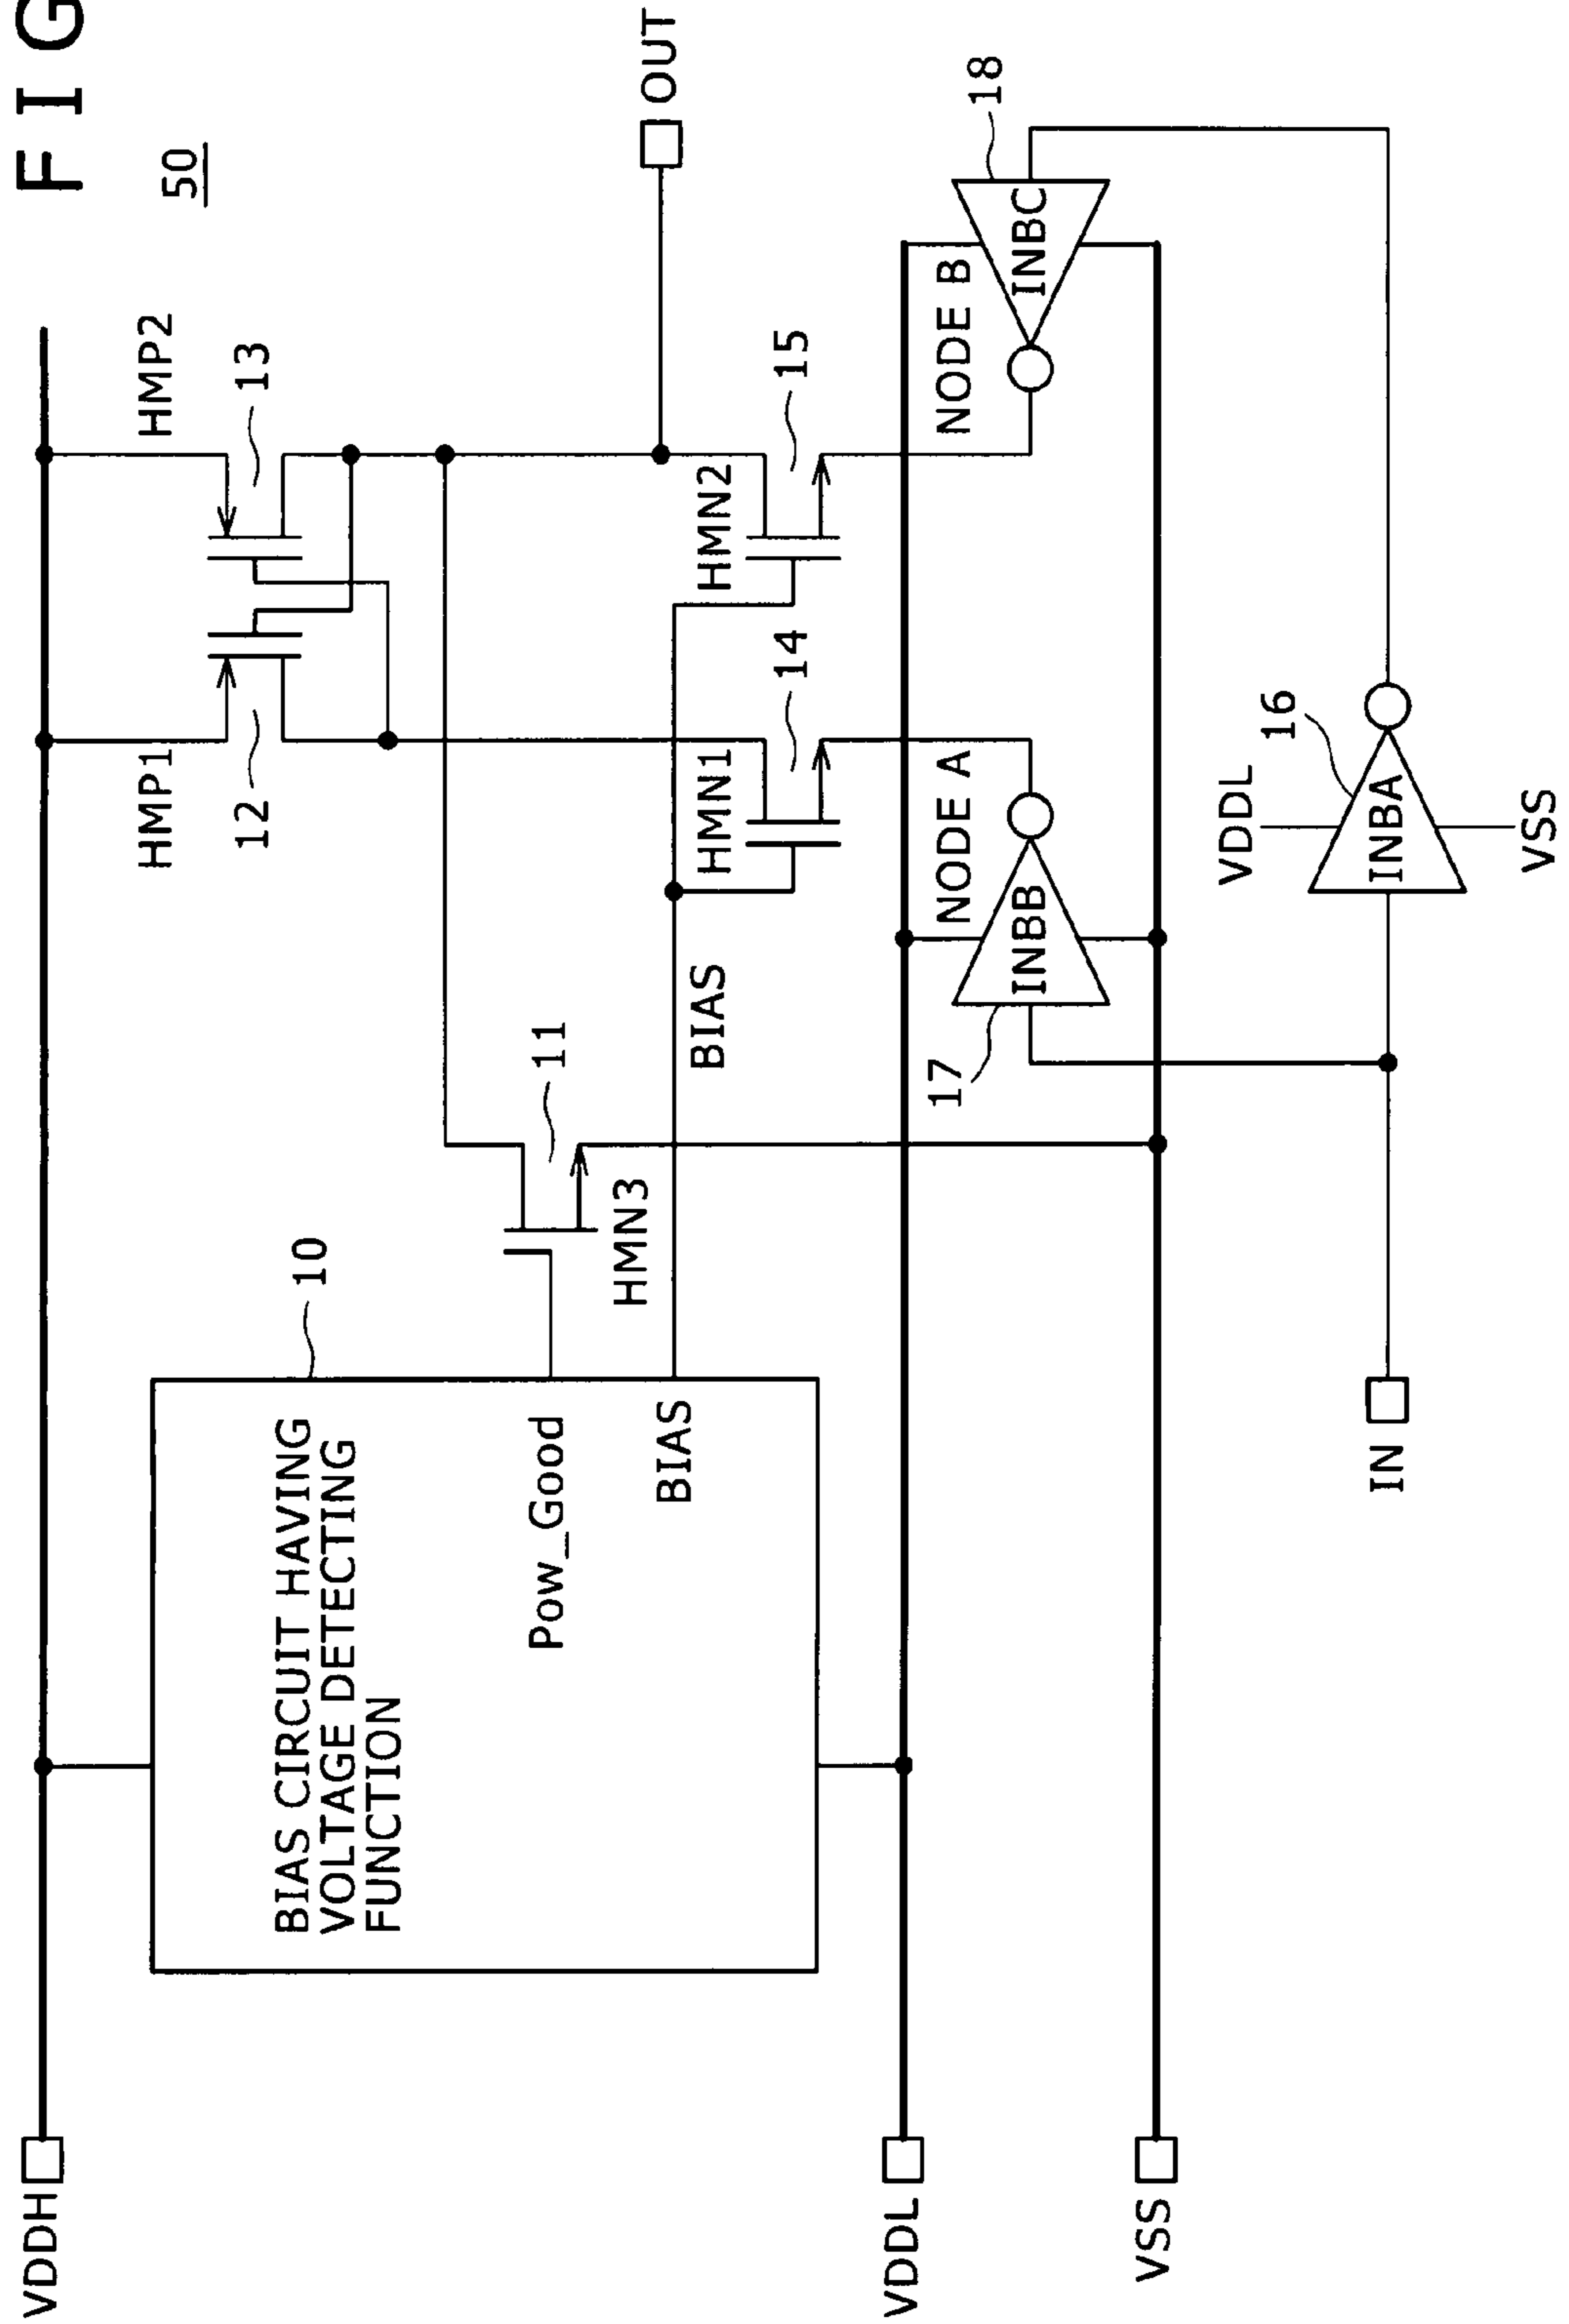 FIG
50
VDDH
HMP1
HMP2
12
13
10
BIAS CIRCUIT HAVING
VOLTAGE DETECTING
FUNCTION
Pow_Good
BIAS
11
HMN3
BIAS
HMN1
14
HMN2
15
OUT
VDDL
NODE A
NODE B
17
INBB
INBC
18
VSS
VDDL
16
INBA
VSS
IN